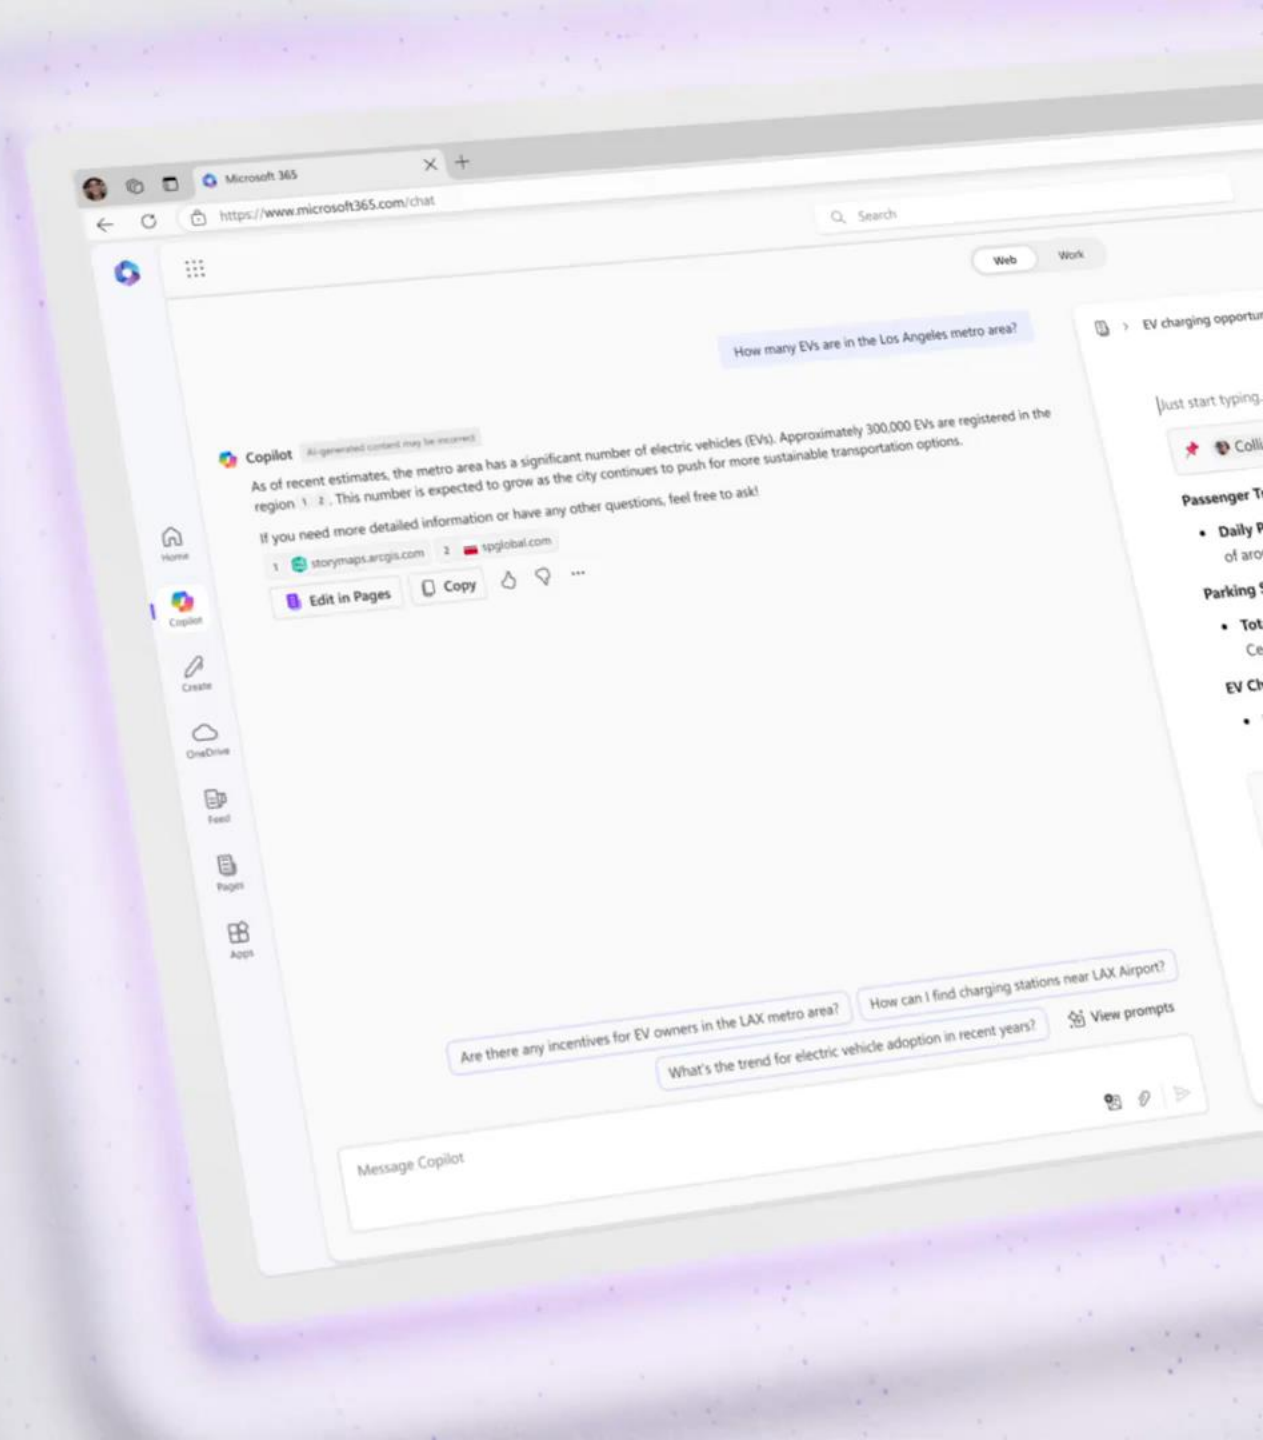 Microsoft 365
https://www.microsoft365.com/chat
Search
Web
Work
How many EVs are in the Los Angeles metro area?
Copilot
AI-generated content may be incorrect
As of recent estimates, the metro area has a significant number of electric vehicles (EVs). Approximately 300,000 EVs are registered in the
region 1 2 . This number is expected to grow as the city continues to push for more sustainable transportation options.
If you need more detailed information or have any other questions, feel free to ask!
1 storymaps.arcgis.com 2 spglobal.com
Edit in Pages Copy ...
Home
Copilot
Create
OneDrive
Feed
Pages
Apps
Are there any incentives for EV owners in the LAX metro area?
How can I find charging stations near LAX Airport?
What's the trend for electric vehicle adoption in recent years?
View prompts
Message Copilot
EV charging
Just start typing.
Passenger
• Daily
of
Parking
•
EV
•